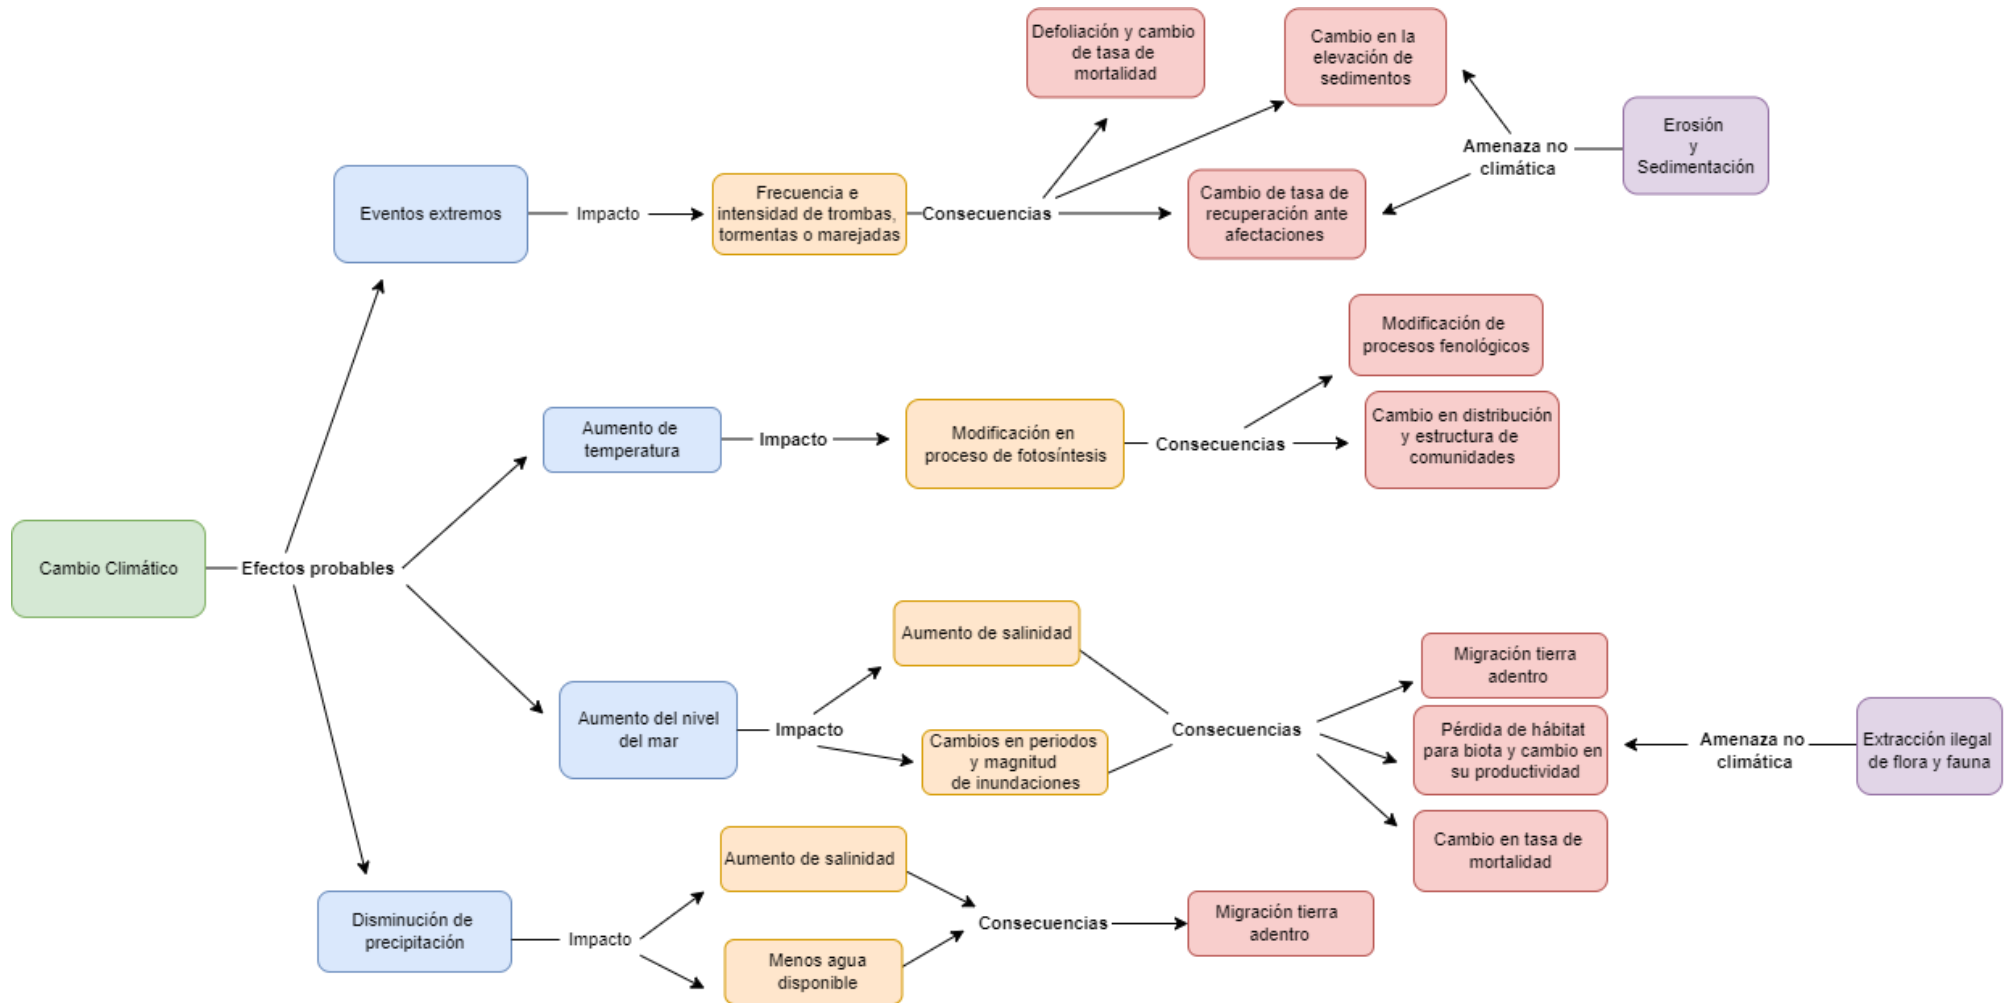 Defoliación y cambio
de tasa de
mortalidad
Cambio en la
elevación de
sedimentos
Erosión
y
Sedimentación
Amenaza no
climática
Eventos extremos
Impacto
Frecuencia e
intensidad de trombas,
tormentas o marejadas
Consecuencias
Cambio de tasa de
recuperación ante
afectaciones
Modificación de
procesos fenológicos
Aumento de
temperatura
Impacto
Modificación en
proceso de fotosíntesis
Consecuencias
Cambio en distribución
y estructura de
comunidades
Cambio Climático
Efectos probables
Aumento de salinidad
Migración tierra
adentro
Aumento del nivel
del mar
Impacto
Cambios en periodos
y magnitud
de inundaciones
Consecuencias
Pérdida de hábitat
para biota y cambio en
su productividad
Amenaza no
climática
Extracción ilegal
de flora y fauna
Cambio en tasa de
mortalidad
Aumento de salinidad
Disminución de
precipitación
Impacto
Menos agua
disponible
Consecuencias
Migración tierra
adentro